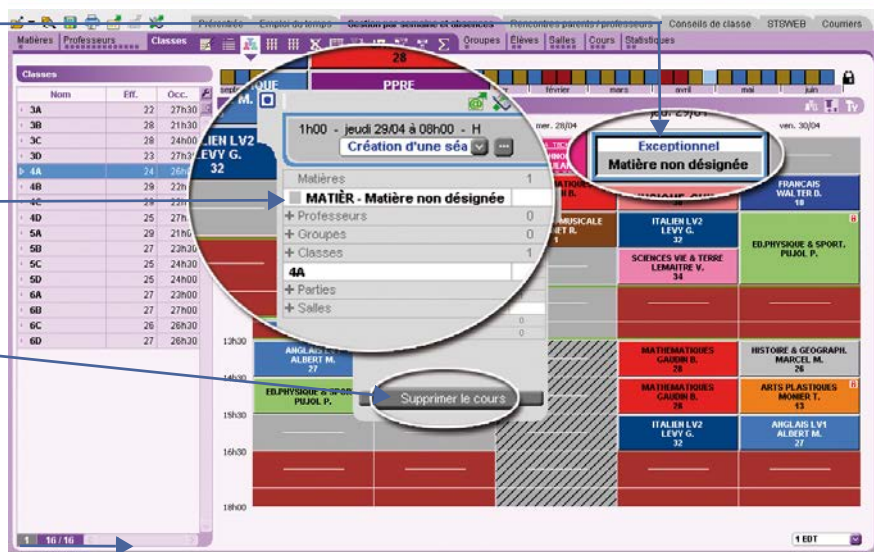 Prérentrée Emploi du temps Gestion par semaine et absences Rencontres parents / professeurs Conseils de classe STSWEB Courriers
Matières Professeurs Classes Groupes Élèves Salles Cours Statistiques
Classes
Nom Eff. Occ.
3A 22 27h30
3B 28 21h30
3C 28 24h00
3D 23
4A 24
4B 29
4C 29
4D 25
5A 29
5B 27 23h30
5C 25 24h30
5D 25 24h00
6A 27 23h00
6B 27 27h00
6C 26 26h30
6D 27 26h30
1 16 / 16
28
PPRE
février mars avril mai juin
mer. 28/04 jeu. 29/04 ven. 30/04
1h00 - jeudi 29/04 à 08h00 - H
Création d'une séa
Matières 1
MATIÈR - Matière non désignée
+ Professeurs 0
+ Groupes 0
+ Classes 1
4A
+ Parties
+ Salles
0
0
Supprimer le cours
Exceptionnel
Matière non désignée
LEVY G.
32
FRANCAIS
WALTER D.
18
ITALIEN LV2
LEVY G.
32
ED.PHYSIQUE & SPORT.
PUJOL P.
SCIENCES VIE & TERRE
LEMAITRE V.
34
13h30
ALBERT M.
27
MATHEMATIQUES
GAUDIN B.
28
HISTOIRE & GEOGRAPH.
MARCEL M.
26
ED.PHYSIQUE & SPOR
PUJOL P.
MATHEMATIQUES
GAUDIN B.
28
ARTS PLASTIQUES
MONIER T.
13
15h30
ITALIEN LV2
LEVY G.
32
ANGLAIS LV1
ALBERT M.
27
16h30
18h00
1 EDT